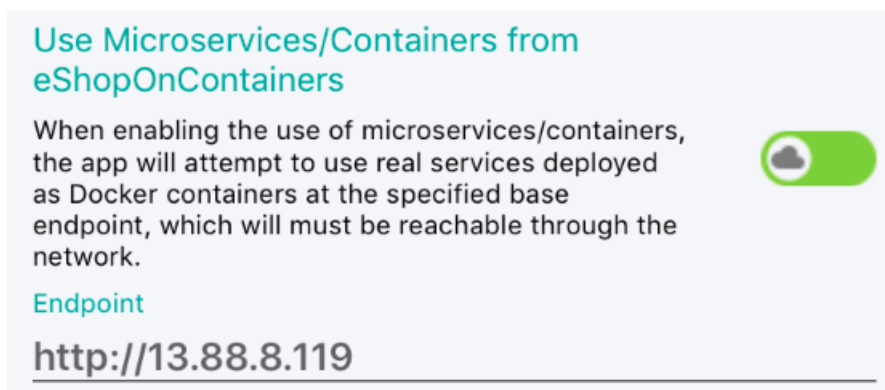 Use Microservices/Containers from
eShopOnContainers
When enabling the use of microservices/containers,
the app will attempt to use real services deployed
as Docker containers at the specified base
endpoint, which will must be reachable through the
network.
Endpoint
http://13.88.8.119